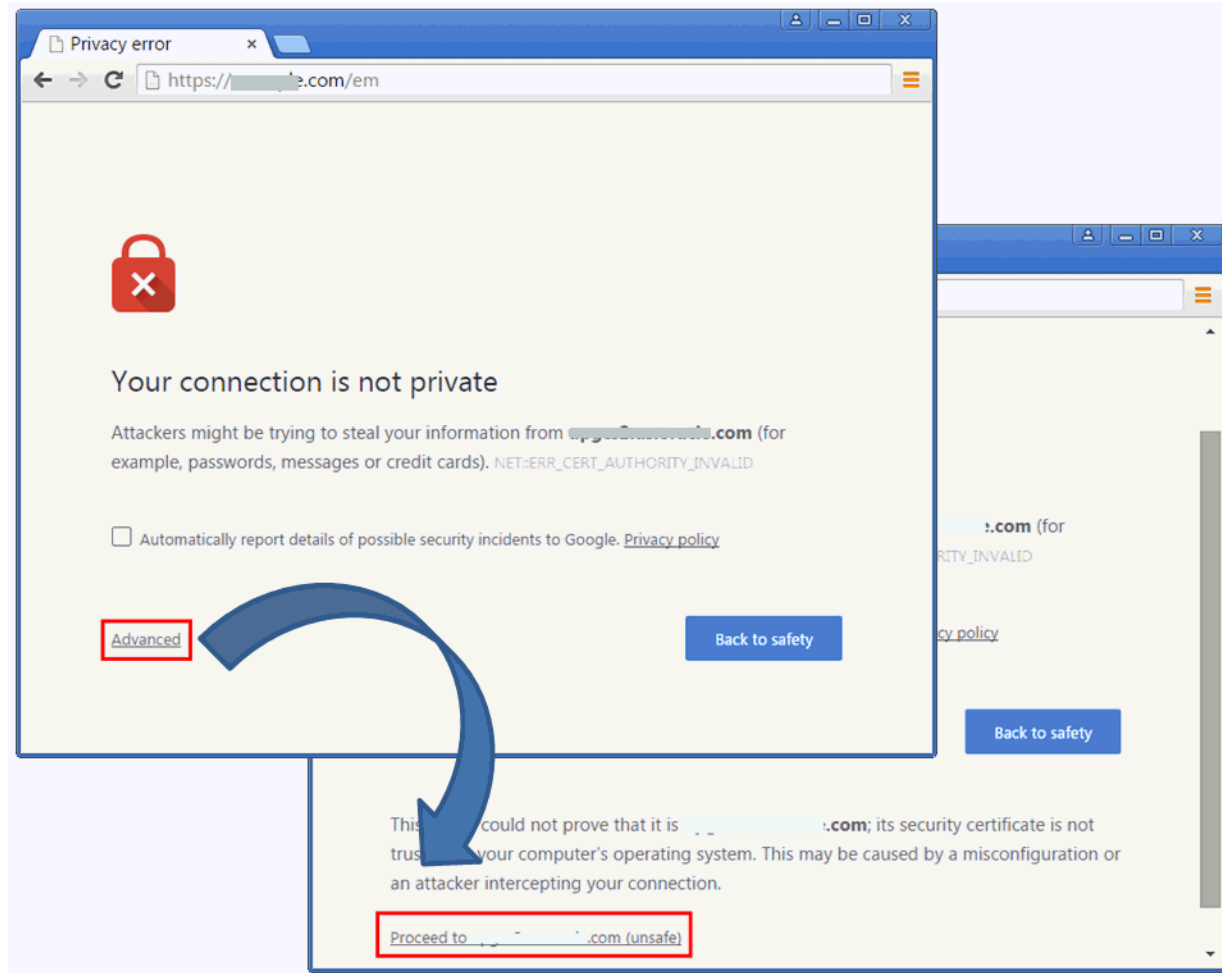 Privacy error
https:// e.com/em
Your connection is not private
Attackers might be trying to steal your information from .com (for
example, passwords, messages or credit cards). NET::ERR_CERT_AUTHORITY_INVALID
Automatically report details of possible security incidents to Google. Privacy policy
Advanced
Back to safety
e.com (for
RITY_INVALID
cy policy
Back to safety
This could not prove that it is .com; its security certificate is not
your computer's operating system. This may be caused by a misconfiguration or
an attacker intercepting your connection.
Proceed to .com (unsafe)